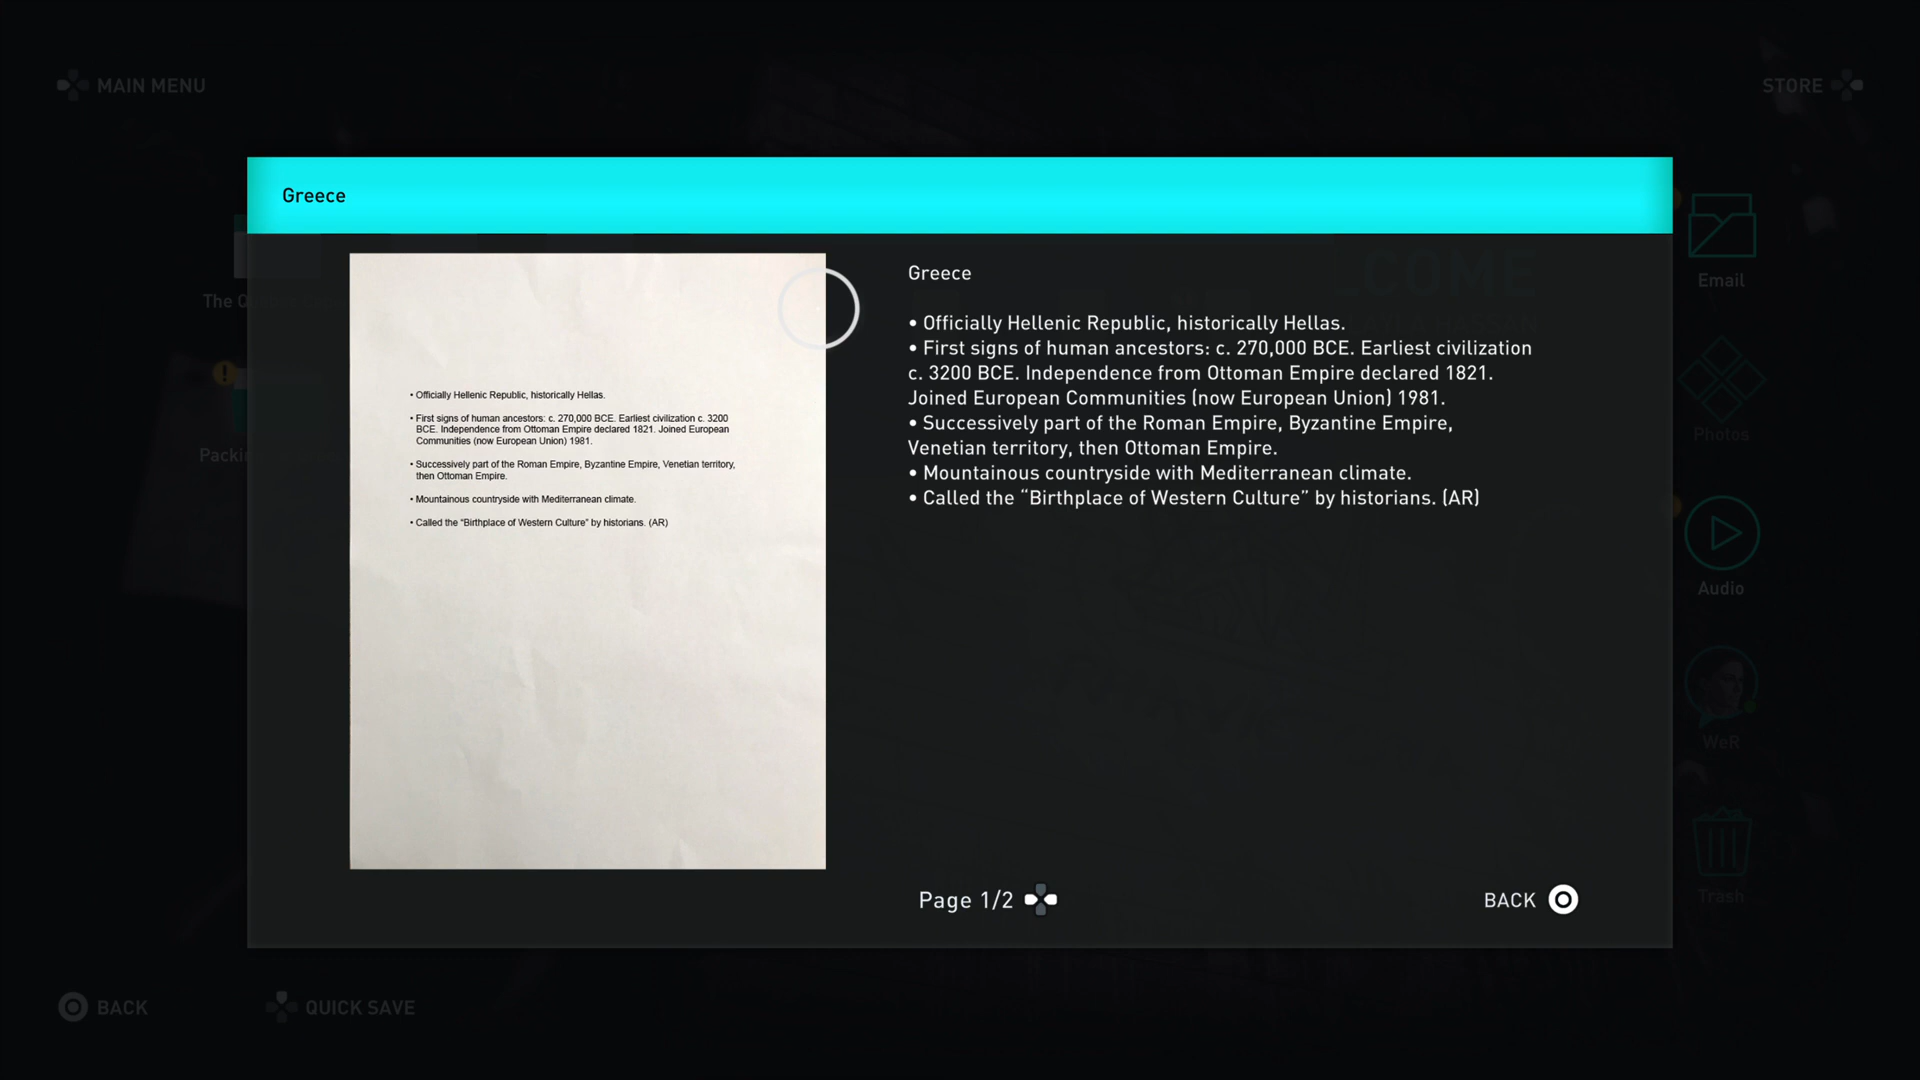 MAIN MENU
STORE
Greece
COME
The O
Email
Greece
• Officially Hellenic Republic, historically Hellas.
• First signs of human ancestors: c. 270,000 BCE. Earliest civilization
c. 3200 BCE. Independence from Ottoman Empire declared 1821.
Joined European Communities (now European Union) 1981.
• Successively part of the Roman Empire, Byzantine Empire,
Venetian territory, then Ottoman Empire.
• Mountainous countryside with Mediterranean climate.
• Called the “Birthplace of Western Culture” by historians. (AR)
• Officially Hellenic Republic, historically Hellas.
• First signs of human ancestors: c. 270,000 BCE. Earliest civilization c. 3200
BCE. Independence from Ottoman Empire declared 1821. Joined European
Communities (now European Union) 1981.
• Successively part of the Roman Empire, Byzantine Empire, Venetian territory,
then Ottoman Empire.
• Mountainous countryside with Mediterranean climate.
• Called the “Birthplace of Western Culture” by historians. (AR)
Photos
Packi
Audio
WeR
Trash
Page 1/2
BACK
BACK
QUICK SAVE